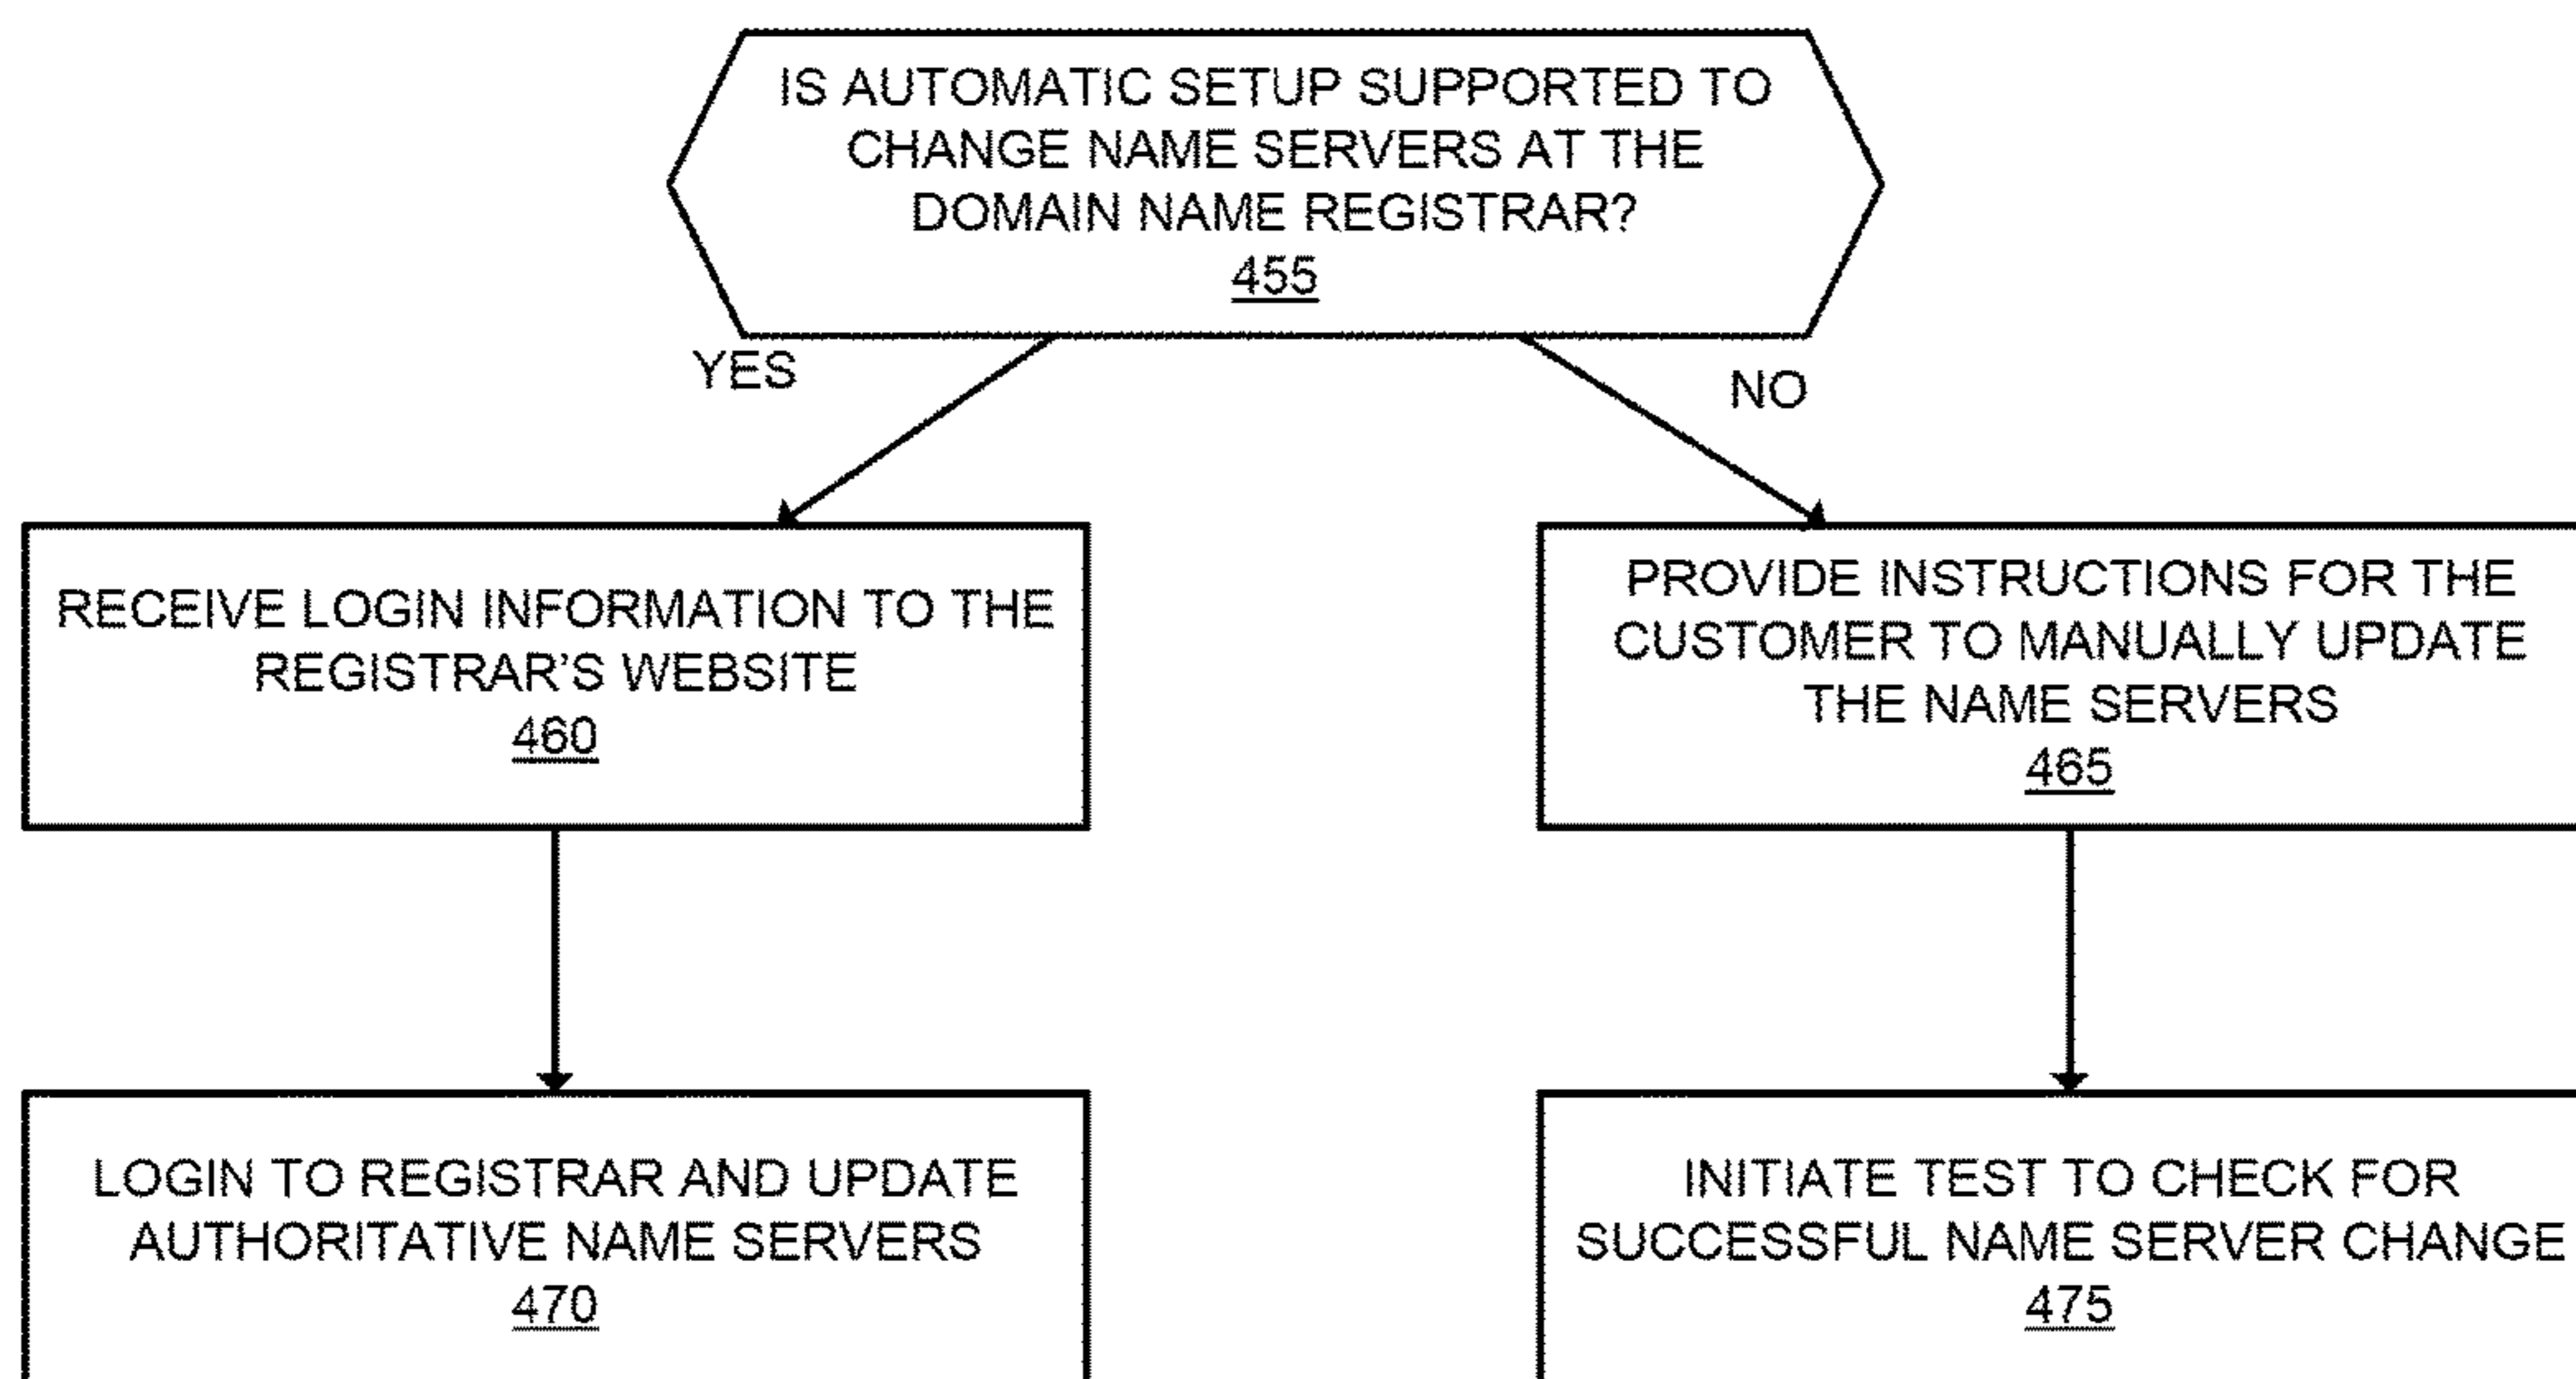 IS AUTOMATIC SETUP SUPPORTED TO
CHANGE NAME SERVERS AT THE
DOMAIN NAME REGISTRAR?
455
YES
NO
RECEIVE LOGIN INFORMATION TO THE
REGISTRAR'S WEBSITE
460
PROVIDE INSTRUCTIONS FOR THE
CUSTOMER TO MANUALLY UPDATE
THE NAME SERVERS
465
LOGIN TO REGISTRAR AND UPDATE
AUTHORITATIVE NAME SERVERS
470
INITIATE TEST TO CHECK FOR
SUCCESSFUL NAME SERVER CHANGE
475